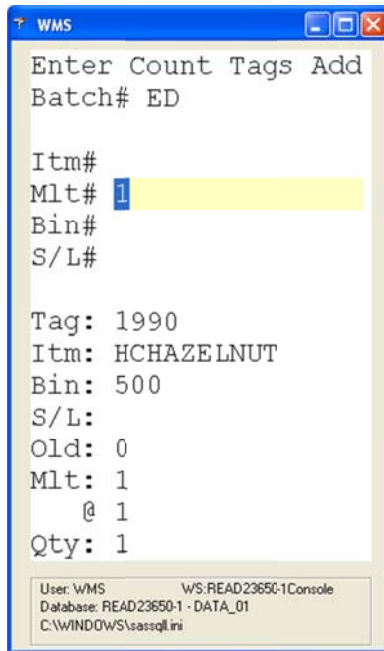 WMS
Enter Count Tags Add
Batch# ED
Itm#
Mlt# 1
Bin#
S/L#
Tag: 1990
Itm: HCHAZELNUT
Bin: 500
S/L:
Old: 0
Mlt: 1
@ 1
Qty: 1
User: WMS WS:READ23650-1Console
Database: READ23650-1 - DATA_01
C:\WINDOWS\sassqll.ini